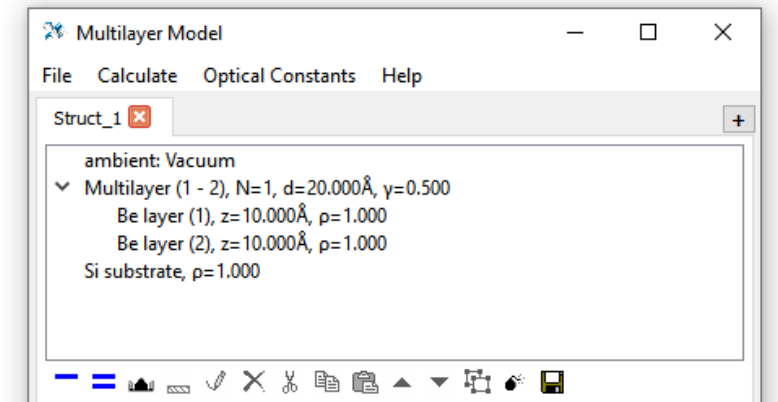 Multilayer Model
File Calculate Optical Constants Help
Struct_1
+
ambient: Vacuum
Multilayer (1 - 2), N=1, d=20.000Å, γ=0.500
Be layer (1), z=10.000Å, ρ=1.000
Be layer (2), z=10.000Å, ρ=1.000
Si substrate, ρ=1.000